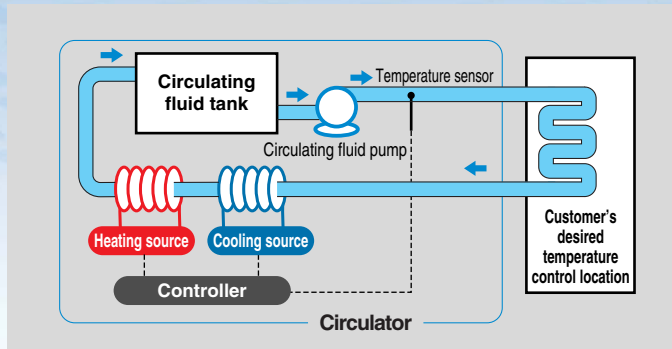 Circulating
fluid tank
Temperature sensor
Circulating fluid pump
Heating source
Cooling source
Controller
Circulator
Customer's
desired
temperature
control location